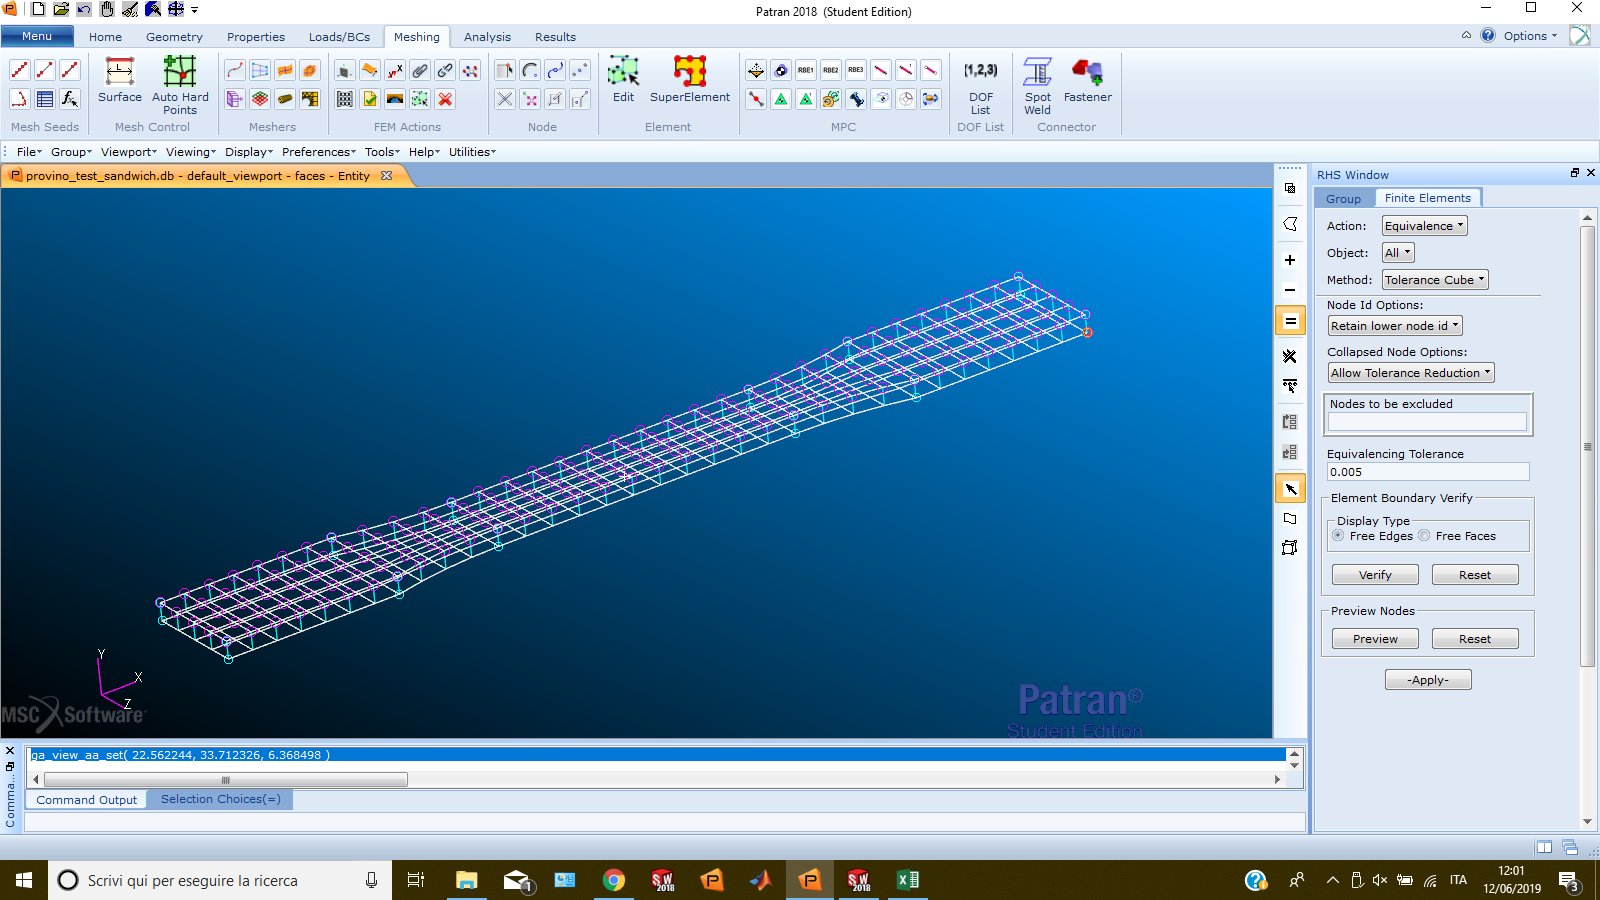 Patran 2018 (Student Edition)
Menu Home Geometry Properties Loads/BCs Meshing Analysis Results Options
Surface Auto Hard Points
Edit SuperElement
RBE1 RBE2 RBE3
(1,2,3)
DOF List
Spot Weld Fastener
Mesh Seeds Mesh Control Meshers FEM Actions Node Element MPC DOF List Connector
File Group Viewport Viewing Display Preferences Tools Help Utilities
provino_test_sandwich.db - default_viewport - faces - Entity
RHS Window
Group Finite Elements
Action: Equivalence
Object: All
Method: Tolerance Cube
Node Id Options:
Retain lower node id
Collapsed Node Options:
Allow Tolerance Reduction
Nodes to be excluded
Equivalencing Tolerance
0.005
Element Boundary Verify
Display Type
Free Edges Free Faces
Verify Reset
Preview Nodes
Preview Reset
-Apply-
Y
X
Z
MSC Software
Patran®
Student Edition
ga_view_aa_set( 22.562244, 33.712326, 6.368498 )
Comma...
Command Output Selection Choices(=)
Scrivi qui per eseguire la ricerca
1
SW 2018
SW 2018
ITA
12:01
12/06/2019
3